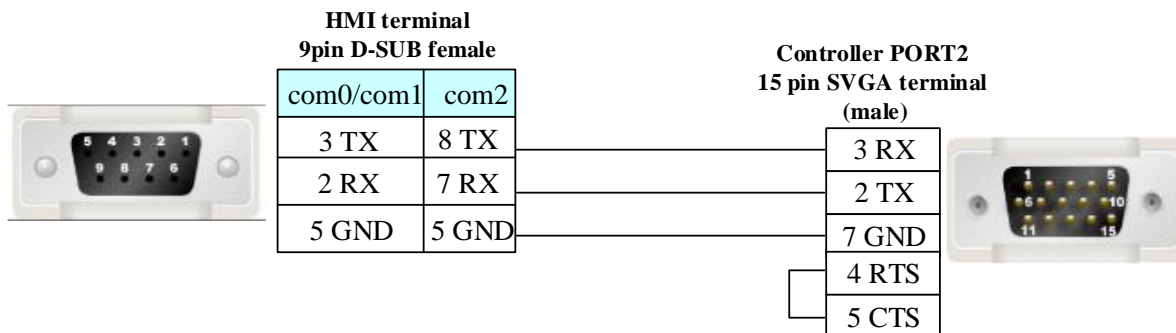 HMI terminal
9pin D-SUB female
com0/com1 com2
3 TX 8 TX
2 RX 7 RX
5 GND 5 GND
5 4 3 2 1
9 8 7 6
Controller PORT2
15 pin SVGA terminal
(male)
3 RX
2 TX
7 GND
4 RTS
5 CTS
1 5
6 10
11 15